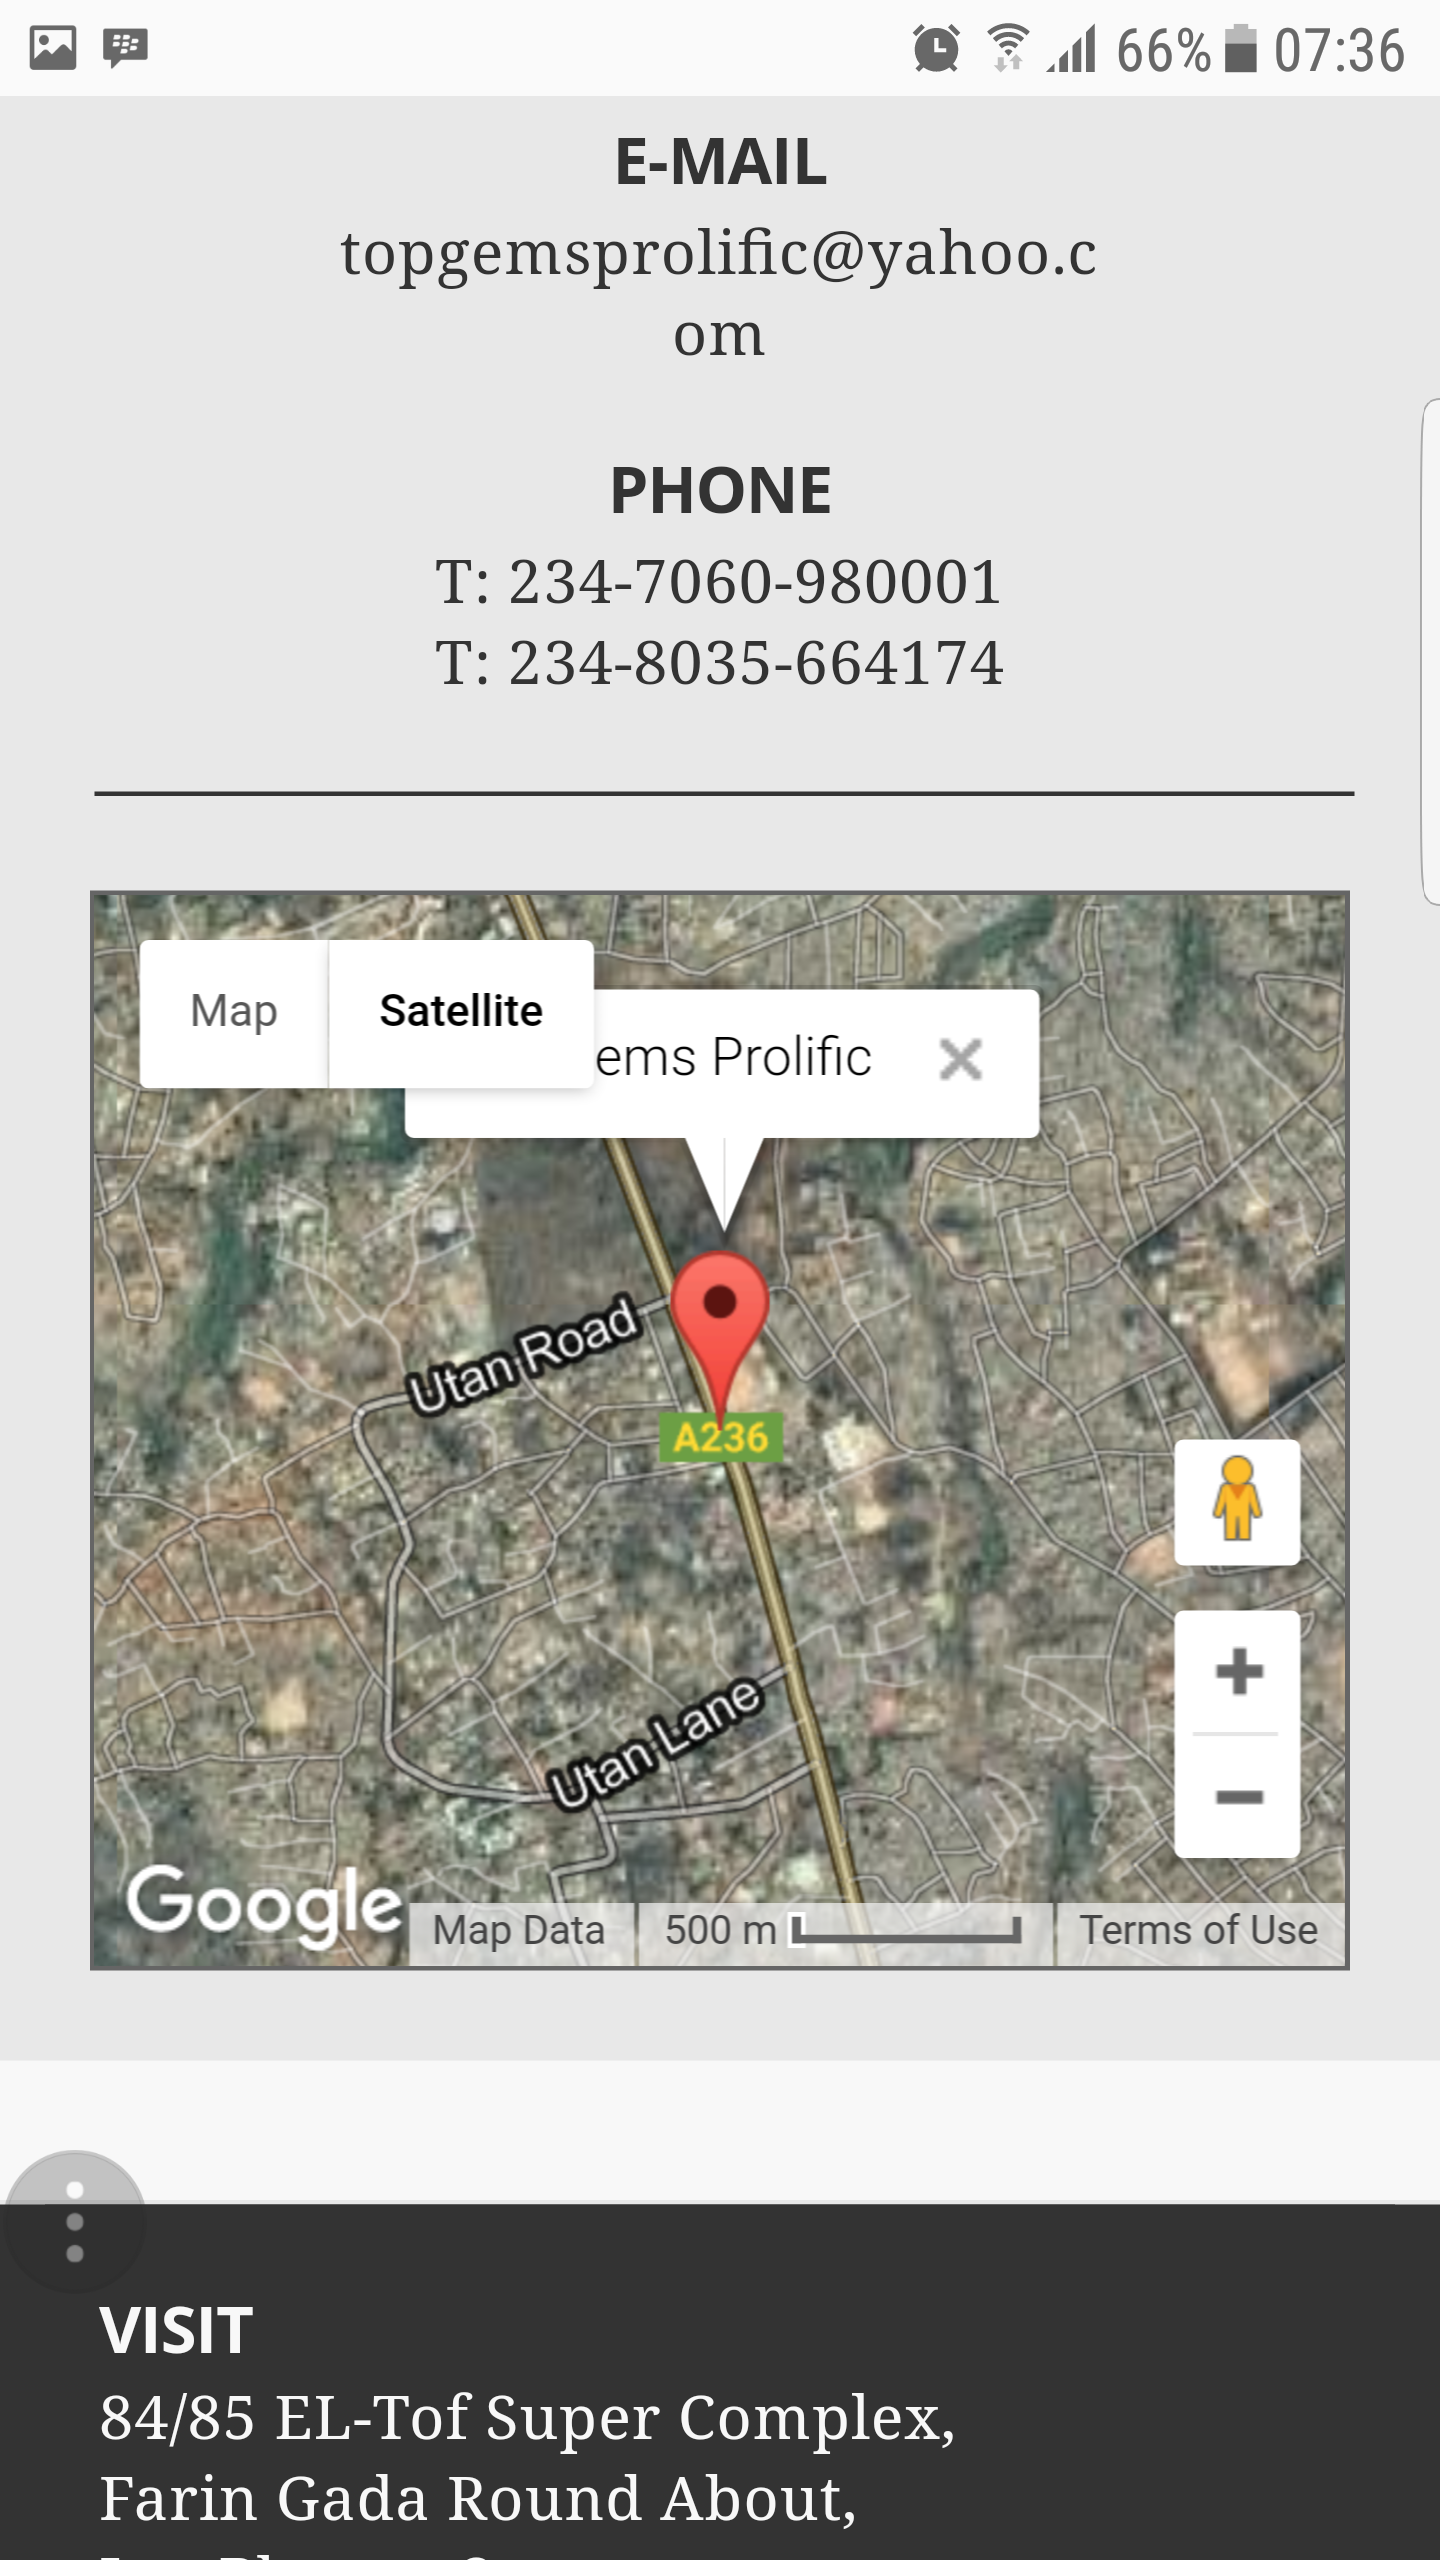 66% 07:36
E-MAIL
topgemsprolific@yahoo.c
om
PHONE
T: 234-7060-980001
T: 234-8035-664174
Map Satellite
ems Prolific
Utan Road
A236
Utan Lane
Google Map Data 500 m Terms of Use
VISIT
84/85 EL-Tof Super Complex,
Farin Gada Round About,